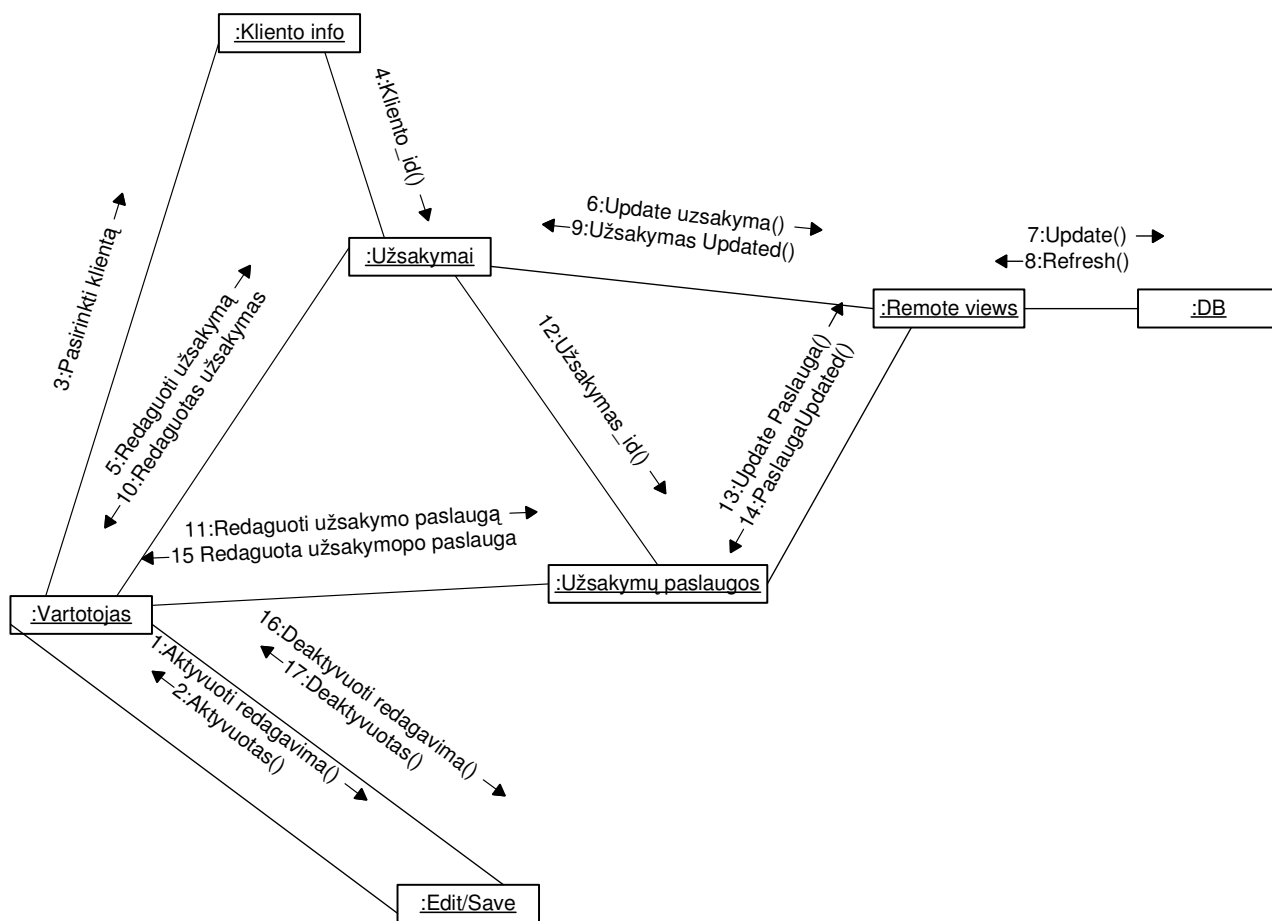 :Kliento info
4:Kliento_id()
3:Pasirinkti klientą
6:Update uzsakyma()
9:Užsakymas Updated()
7:Update()
8:Refresh()
:Užsakymai
:Remote views
:DB
5:Redaguoti užsakymą
10:Redaguotas užsakymas
12:Užsakymas_id()
13:Update Paslauga()
14:PaslaugaUpdated()
11:Redaguoti užsakymo paslaugą
15 Redaguota užsakymopo paslauga
:Užsakymų paslaugos
:Vartotojas
16:Deaktyvuoti redagavima()
17:Deaktyvuotas()
1:Aktyvuoti redagavima()
2:Aktyvuotas()
:Edit/Save